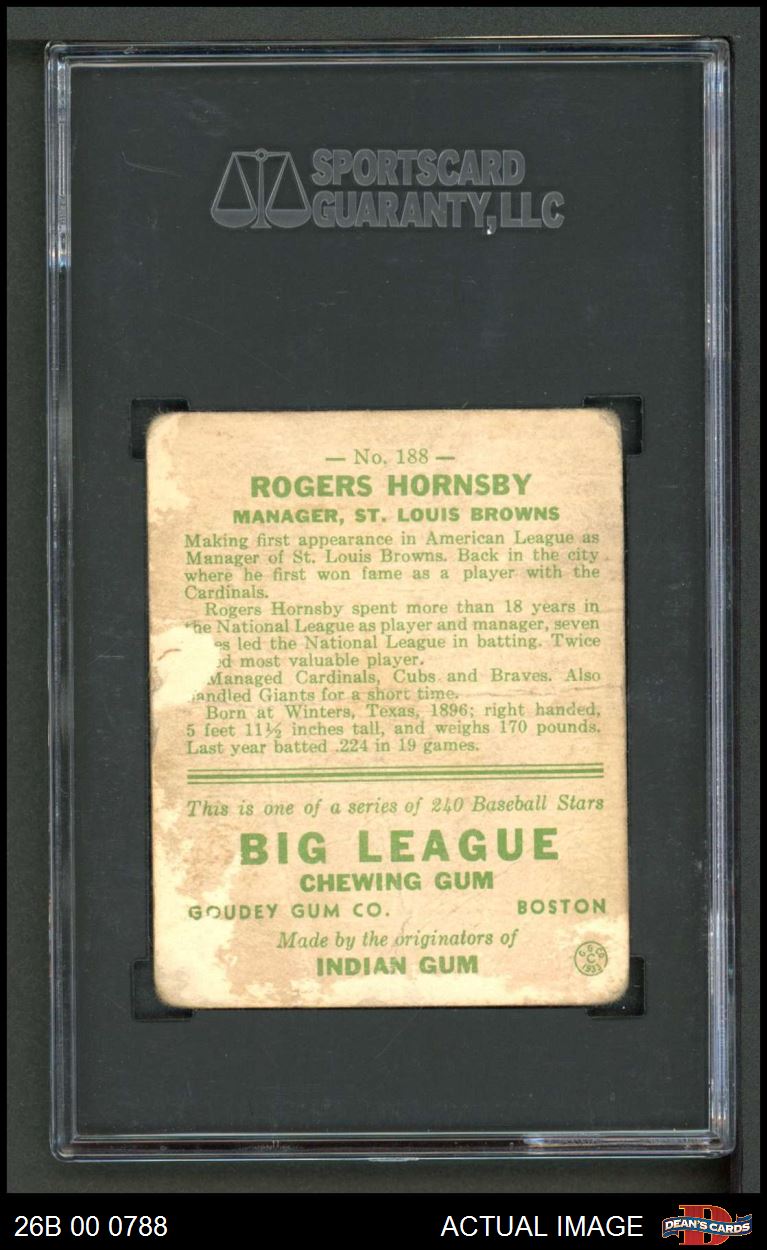 SPORTSCARD
GUARANTY, LLC
— No. 188 —
ROGERS HORNSBY
MANAGER, ST. LOUIS BROWNS
Making first appearance in American League as
Manager of St. Louis Browns. Back in the city
where he first won fame as a player with the
Cardinals.
Rogers Hornsby spent more than 18 years in
the National League as player and manager, seven
led the National League in batting. Twice
most valuable player.
Managed Cardinals, Cubs and Braves. Also
handled Giants for a short time.
Born at Winters, Texas, 1896; right handed,
5 feet 11½ inches tall, and weighs 170 pounds.
Last year batted .224 in 19 games.
This is one of a series of 240 Baseball Stars
BIG LEAGUE
CHEWING GUM
GOUDEY GUM CO. BOSTON
Made by the originators of
INDIAN GUM
G. G. CO.
C
1933
26B 00 0788 ACTUAL IMAGE DEAN'S CARDS